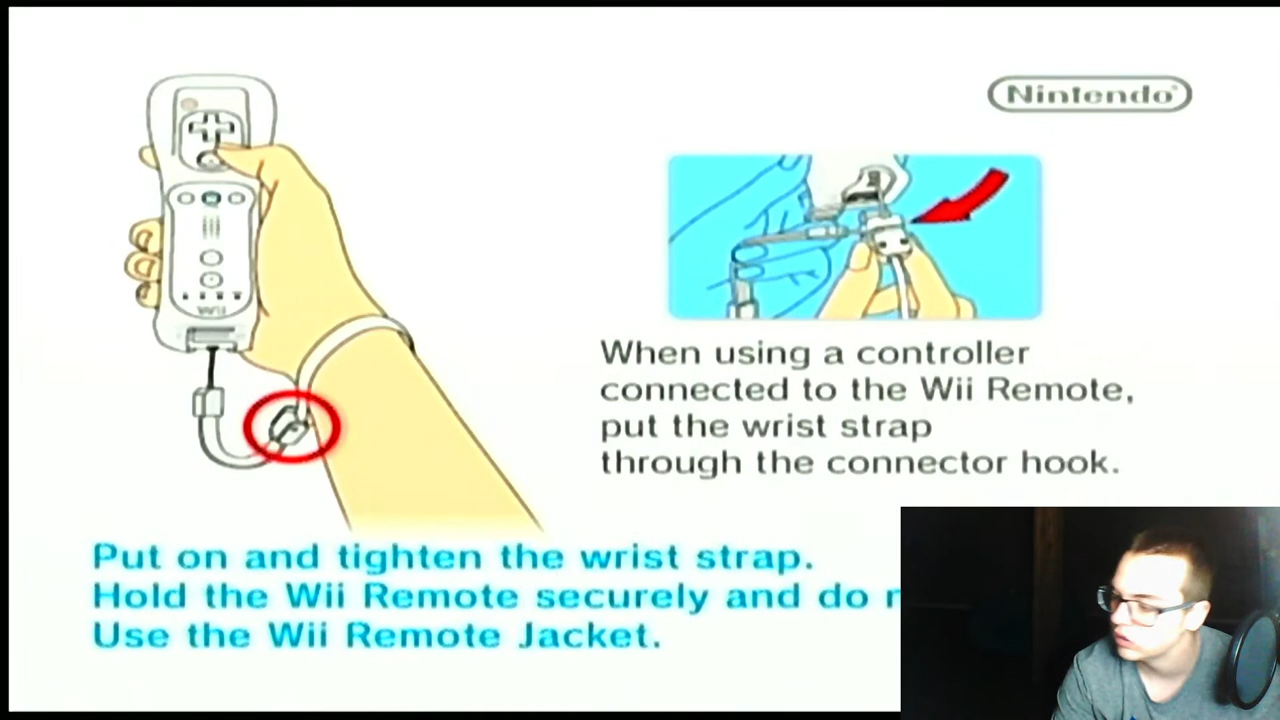 Nintendo
Wii
When using a controller
connected to the Wii Remote,
put the wrist strap
through the connector hook.
Put on and tighten the wrist strap.
Hold the Wii Remote securely and do
Use the Wii Remote Jacket.